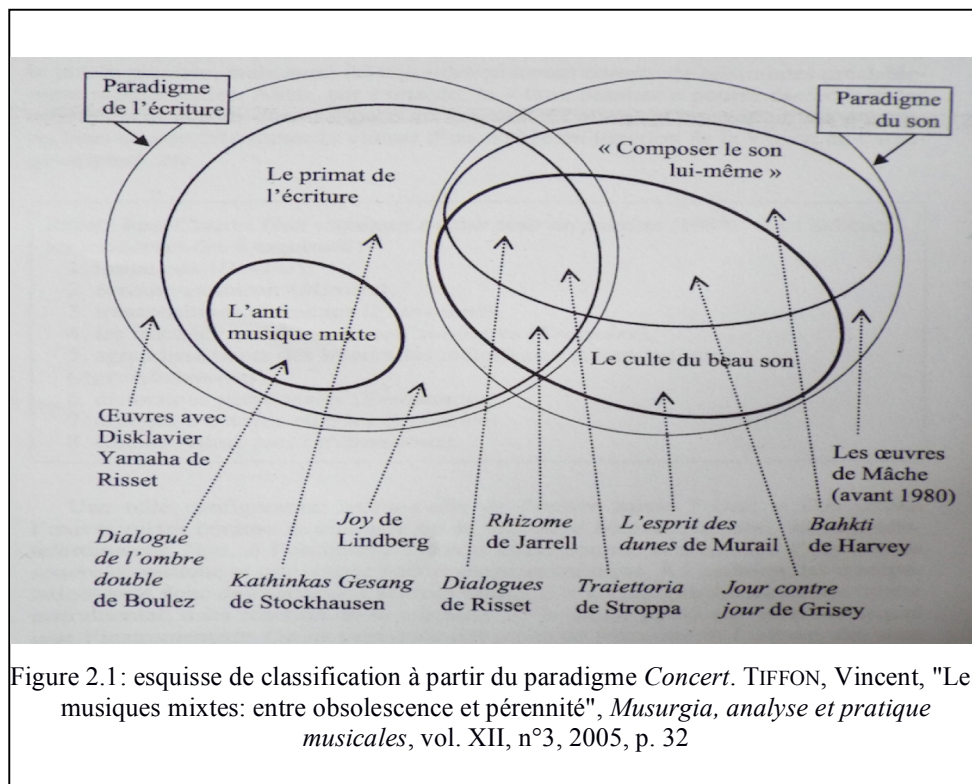 Paradigme
de l'écriture
Paradigme
du son
Le primat de
l'écriture
« Composer le son
lui-même »
L'anti
musique mixte
Le culte du beau son
Œuvres avec
Disklavier
Yamaha de
Risset
Les œuvres
de Mâche
(avant 1980)
Dialogue
de l'ombre
double
de Boulez
Joy de
Lindberg
Kathinkas Gesang
de Stockhausen
Rhizome
de Jarrell
Dialogues
de Risset
L'esprit des
dunes de Murail
Traiettoria
de Stroppa
Bahkti
de Harvey
Jour contre
jour de Grisey
Figure 2.1: esquisse de classification à partir du paradigme Concert. TIFFON, Vincent, "Le
musiques mixtes: entre obsolescence et pérennité", Musurgia, analyse et pratique
musicales, vol. XII, n°3, 2005, p. 32